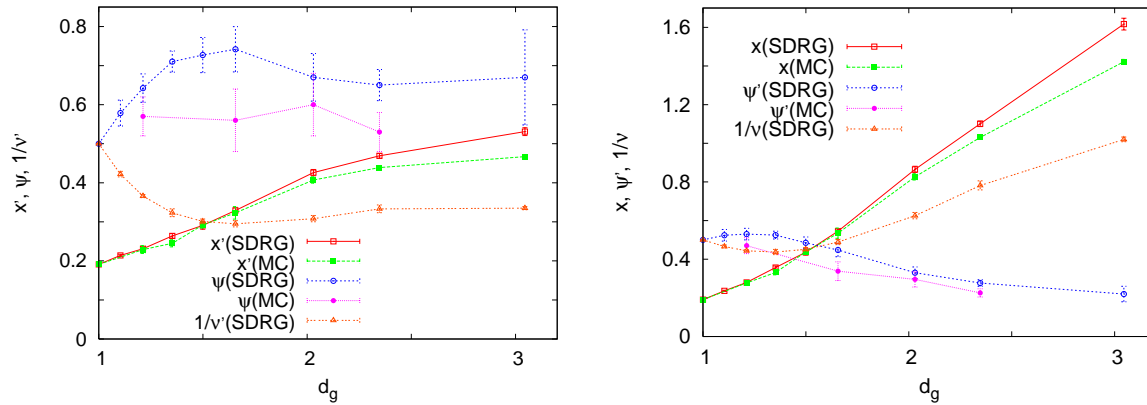 0.8
0.6
0.4
0.2
0
1
2
3
x', ψ, 1/ν'
d_g
x'(SDRG)
x'(MC)
ψ(SDRG)
ψ(MC)
1/ν'(SDRG)
1.6
1.2
0.8
0.4
0
1
2
3
x, ψ', 1/ν
d_g
x(SDRG)
x(MC)
ψ'(SDRG)
ψ'(MC)
1/ν(SDRG)